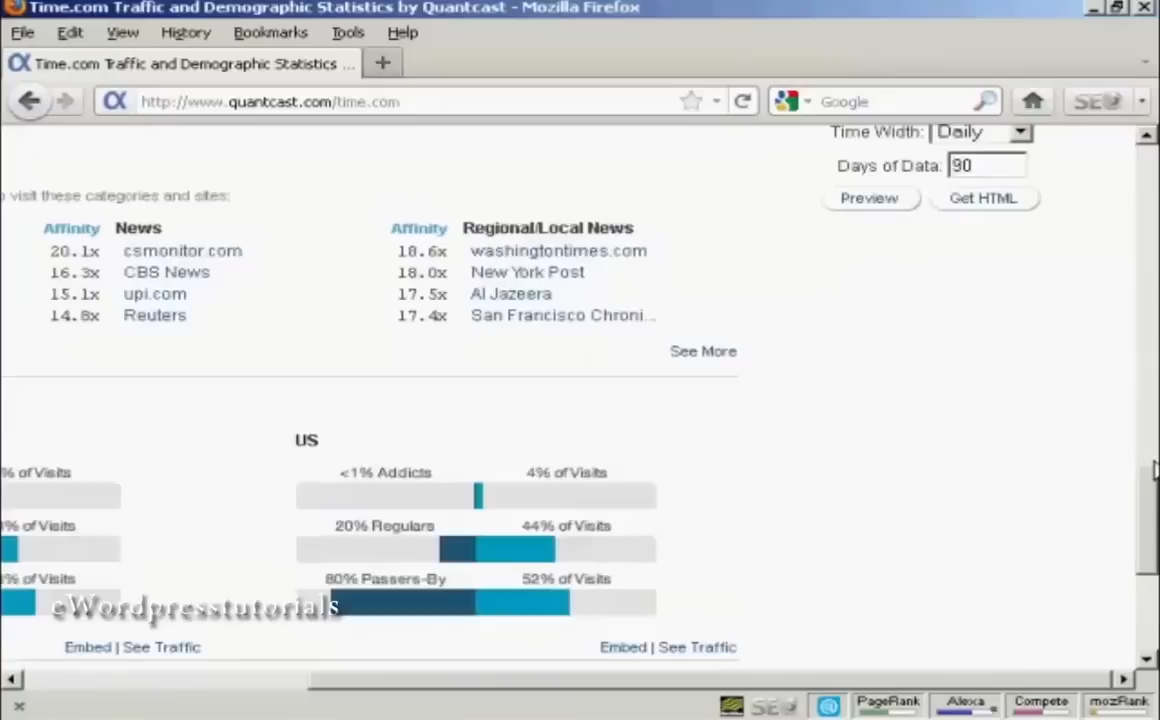 Time.com Traffic and Demographic Statistics by Quantcast - Mozilla Firefox
File Edit View History Bookmarks Tools Help
Time.com Traffic and Demographic Statistics ...
http://www.quantcast.com/time.com
Google
SEO
Time Width: Daily
Days of Data: 90
Preview Get HTML
o visit these categories and sites:
Affinity News Affinity Regional/Local News
20.1x csmonitor.com 18.6x washingtontimes.com
16.3x CBS News 18.0x New York Post
15.1x upi.com 17.5x Al Jazeera
14.8x Reuters 17.4x San Francisco Chroni...
See More
US
% of Visits <1% Addicts 4% of Visits
% of Visits 20% Regulars 44% of Visits
% of Visits 80% Passers-By 52% of Visits
eWordpresstutorials
Embed | See Traffic Embed | See Traffic
SEO PageRank Alexa Compete mozRank